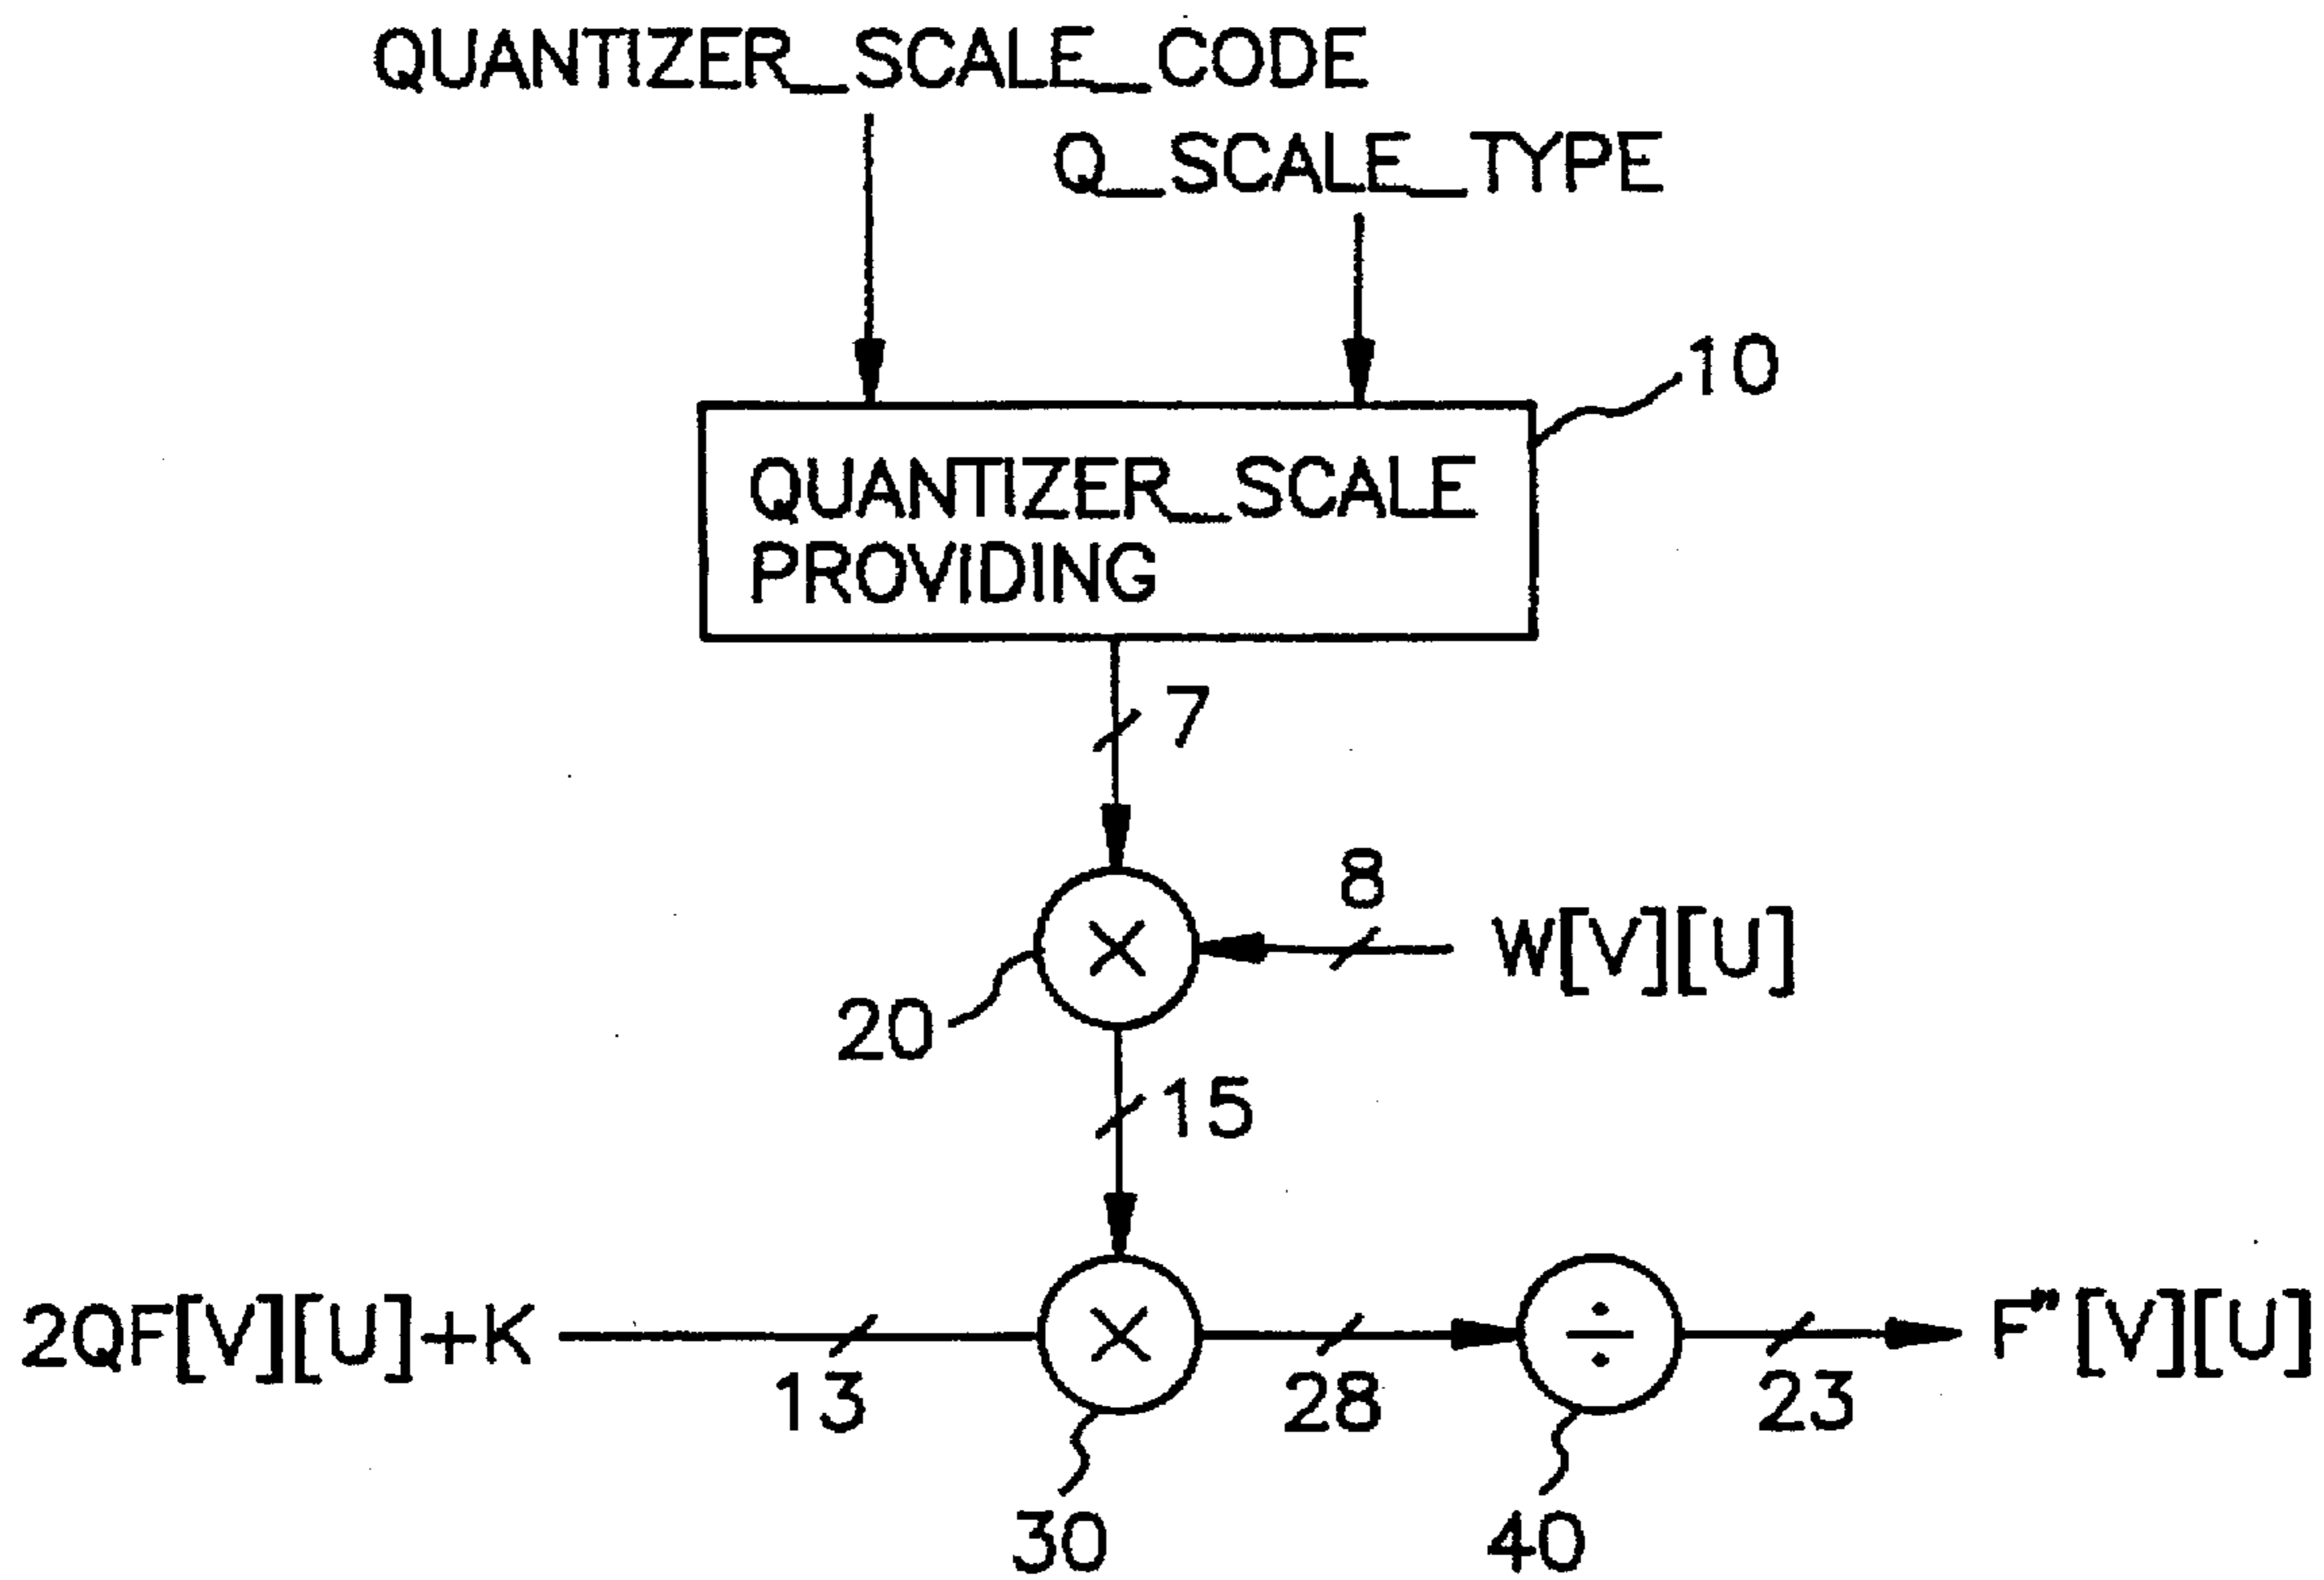 QUANTIZER_SCALE_CODE
Q_SCALE_TYPE
10
QUANTIZER_SCALE
PROVIDING
7
8
W[V][U]
20
15
2QF[V][U]+K
13
28
23
F"[V][U]
30
40